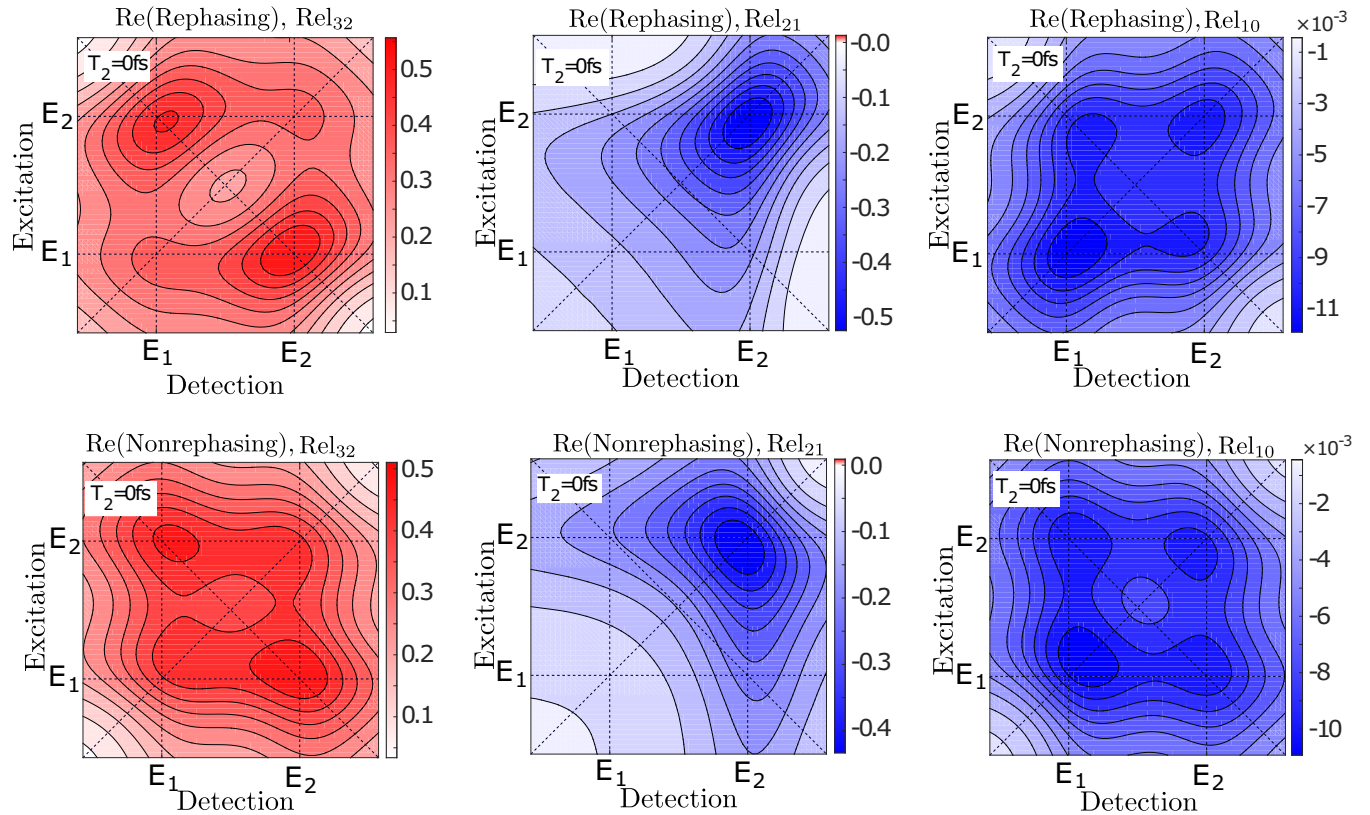 Re(Rephasing), Rel₃₂
T₂=0fs
Excitation
E₂
E₁
E₁ E₂
Detection
0.5
0.4
0.3
0.2
0.1
Re(Rephasing), Rel₂₁
T₂=0fs
Excitation
E₂
E₁
E₁ E₂
Detection
-0.0
-0.1
-0.2
-0.3
-0.4
-0.5
Re(Rephasing), Rel₁₀
×10⁻³
T₂=0fs
Excitation
E₂
E₁
E₁ E₂
Detection
-1
-3
-5
-7
-9
-11
Re(Nonrephasing), Rel₃₂
T₂=0fs
Excitation
E₂
E₁
E₁ E₂
Detection
0.5
0.4
0.3
0.2
0.1
Re(Nonrephasing), Rel₂₁
T₂=0fs
Excitation
E₂
E₁
E₁ E₂
Detection
0.0
-0.1
-0.2
-0.3
-0.4
Re(Nonrephasing), Rel₁₀
×10⁻³
T₂=0fs
Excitation
E₂
E₁
E₁ E₂
Detection
-2
-4
-6
-8
-10